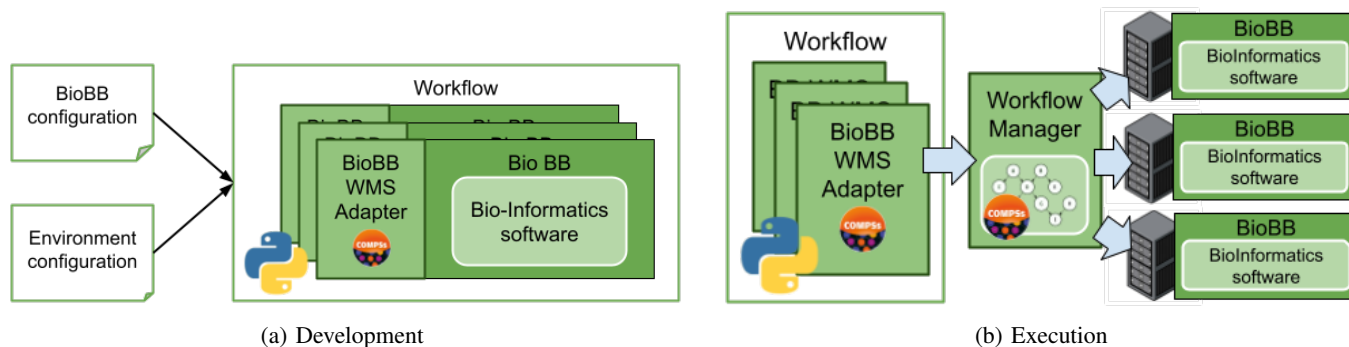 BioBB
configuration
Environment
configuration
Workflow
BioBB
WMS
Adapter
COMPSs
Bio BB
Bio-Informatics
software
(a) Development
Workflow
BioBB
WMS
Adapter
COMPSs
Workflow
Manager
COMPSs
BioBB
BioInformatics
software
BioBB
BioInformatics
software
BioBB
BioInformatics
software
(b) Execution